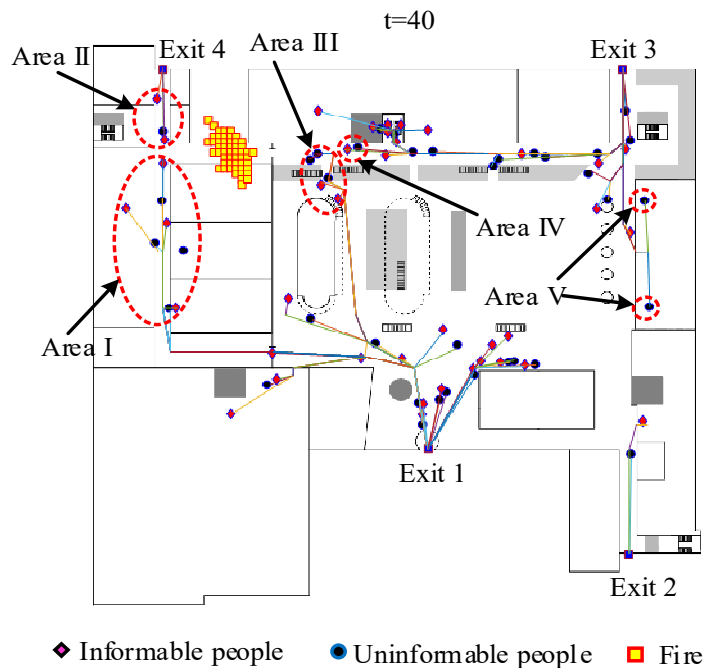 t=40
Area II
Exit 4
Area III
Exit 3
Area IV
Area V
Area I
Exit 1
Exit 2
Informable people
Uninformable people
Fire